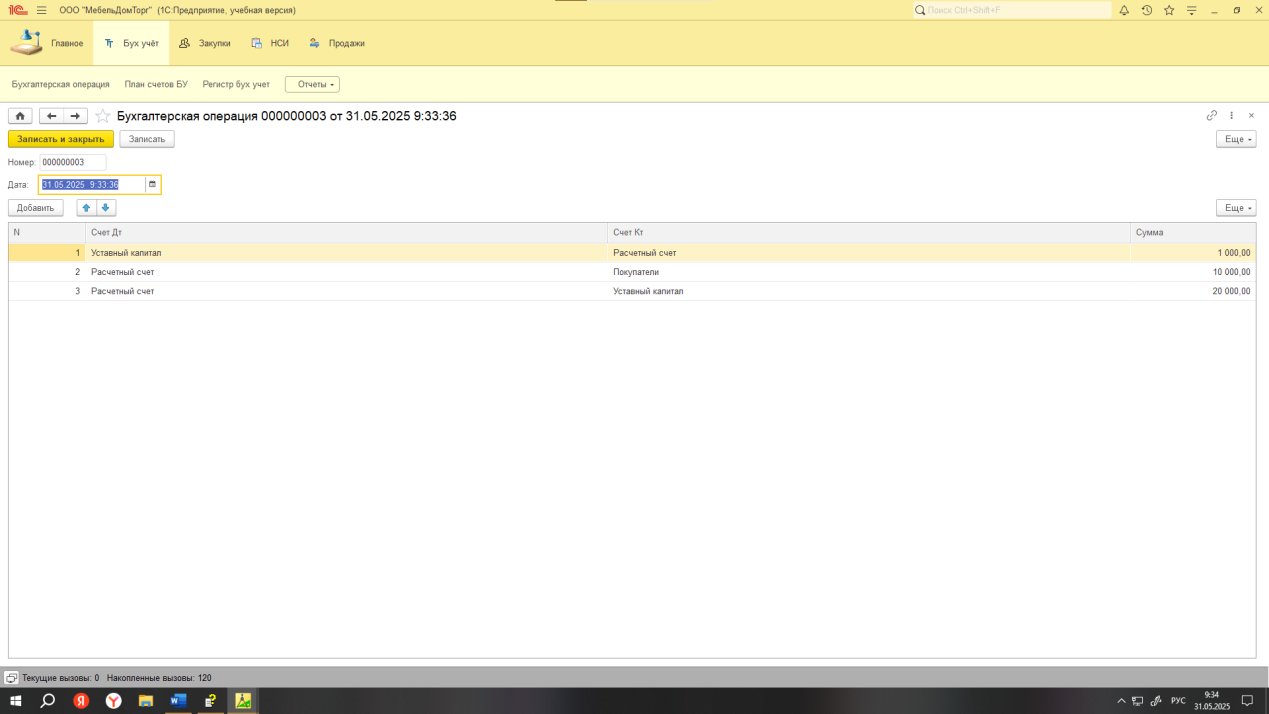 ООО "МебельДомТорг" (1С:Предприятие, учебная версия)
Поиск Ctrl+Shift+F
Главное Бух учёт Закупки НСИ Продажи
Бухгалтерская операция План счетов БУ Регистр бух учет Отчеты
Бухгалтерская операция 000000003 от 31.05.2025 9:33:36
Записать и закрыть Записать Еще
Номер: 000000003
Дата: 31.05.2025 9:33:36
Добавить Еще
N Счет Дт Счет Кт Сумма
1 Уставный капитал Расчетный счет 1 000,00
2 Расчетный счет Покупатели 10 000,00
3 Расчетный счет Уставный капитал 20 000,00
Текущие вызовы: 0 Накопленные вызовы: 120
РУС 9:34
31.05.2025